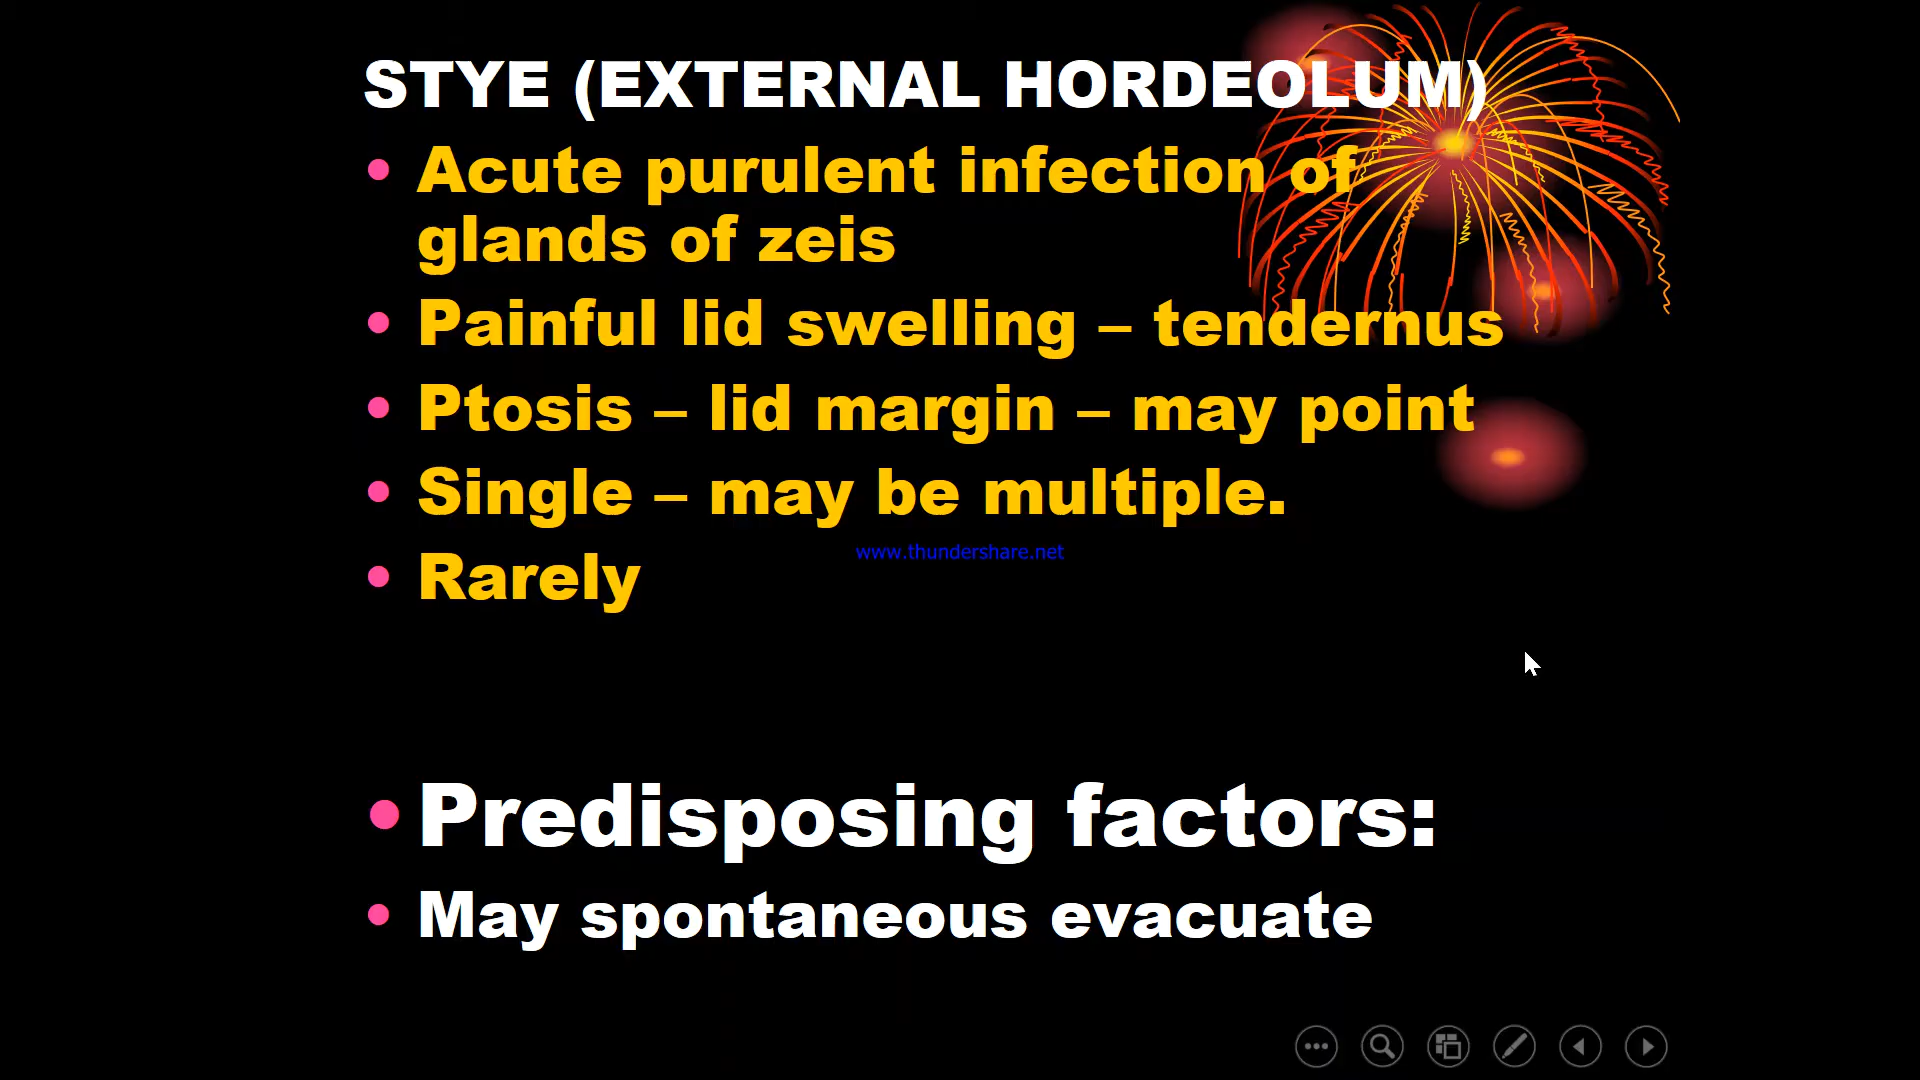 STYE (EXTERNAL HORDEOLUM)
• Acute purulent infection of
glands of zeis
• Painful lid swelling – tendernus
• Ptosis – lid margin – may point
• Single – may be multiple.
www.thundershare.net
• Rarely
• Predisposing factors:
• May spontaneous evacuate